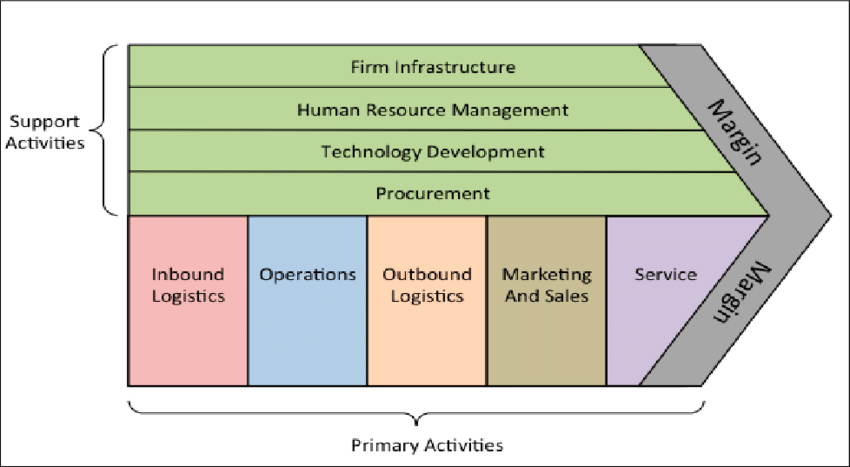 Firm Infrastructure
Human Resource Management
Technology Development
Procurement
Support
Activities
Margin
Inbound
Logistics
Operations
Outbound
Logistics
Marketing
And Sales
Service
Margin
Primary Activities